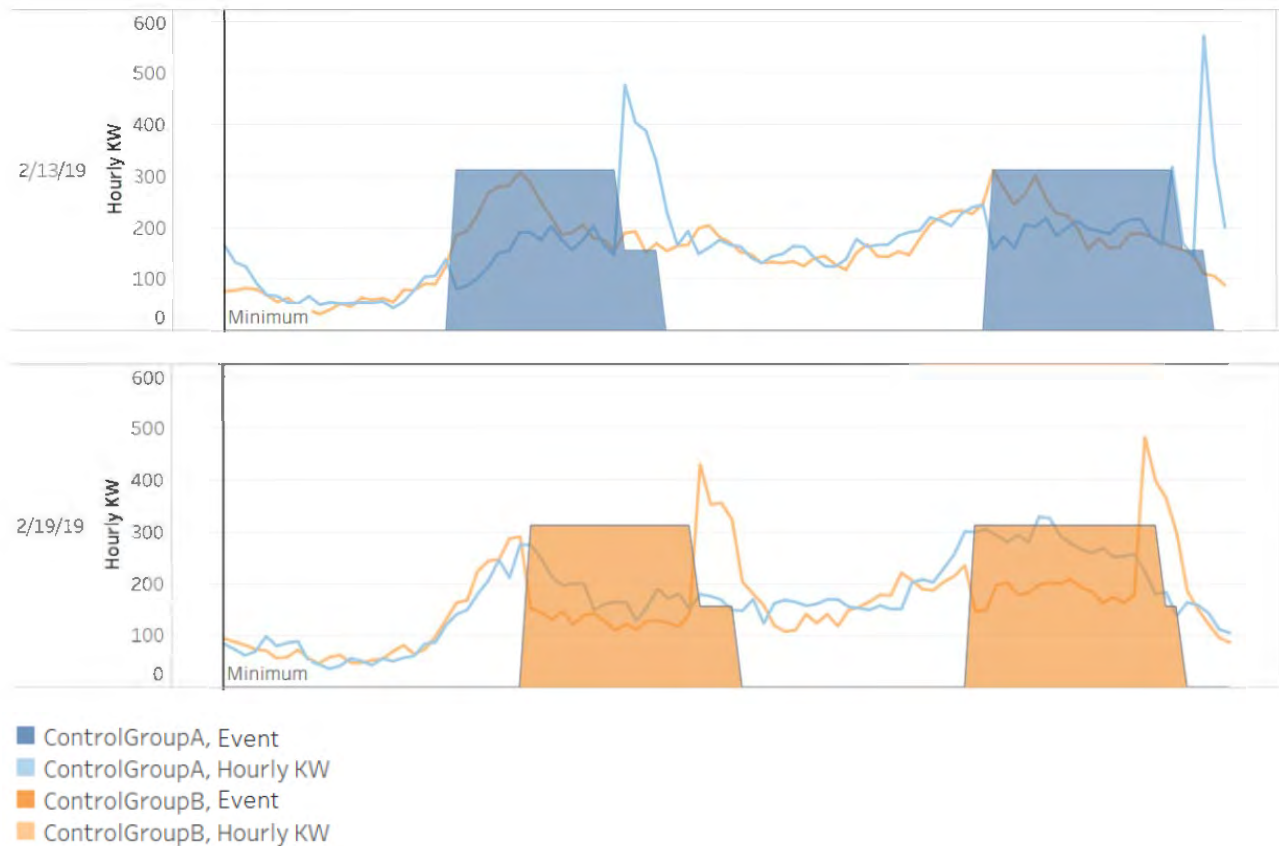 600
500
400
2/13/19
Hourly KW
300
200
100
0
Minimum
600
500
400
2/19/19
Hourly KW
300
200
100
0
Minimum
ControlGroupA, Event
ControlGroupA, Hourly KW
ControlGroupB, Event
ControlGroupB, Hourly KW